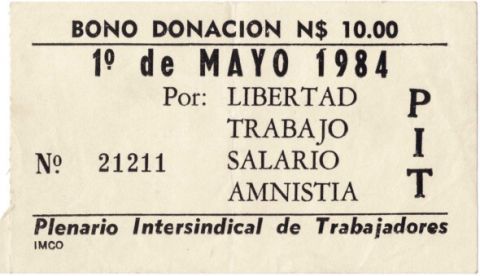 BONO DONACION N$ 10.00
1º de MAYO 1984
Por: LIBERTAD
TRABAJO
Nº 21211 SALARIO
AMNISTIA
PIT
Plenario Intersindical de Trabajadores
IMCO